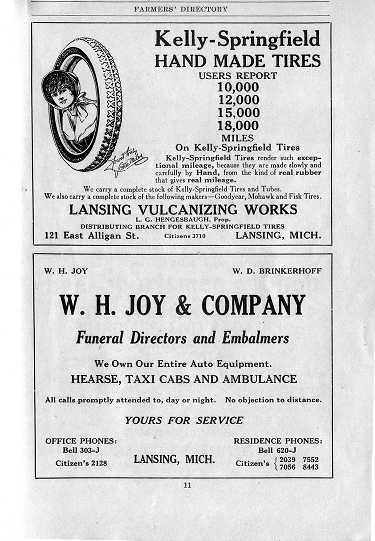 FARMERS' DIRECTORY
Kelly-Springfield
HAND MADE TIRES
USERS REPORT
10,000
12,000
15,000
18,000
MILES
On Kelly-Springfield Tires
Kelly-Springfield Tires render such excep-
tional mileage, because they are made slowly and
carefully by Hand, from the kind of real rubber
that gives real mileage.
We carry a complete stock of Kelly-Springfield Tires and Tubes.
We also carry a complete stock of the following makers—Goodyear, Mohawk and Fisk Tires.
LANSING VULCANIZING WORKS
L. G. HENGESBAUGH, Prop.
DISTRIBUTING BRANCH FOR KELLY-SPRINGFIELD TIRES
121 East Alligan St. Citizens 3710 LANSING, MICH.
W. H. JOY W. D. BRINKERHOFF
W. H. JOY & COMPANY
Funeral Directors and Embalmers
We Own Our Entire Auto Equipment.
HEARSE, TAXI CABS AND AMBULANCE
All calls promptly attended to, day or night. No objection to distance.
YOURS FOR SERVICE
OFFICE PHONES: RESIDENCE PHONES:
Bell 303-J Bell 620-J
Citizen's 2128 LANSING, MICH. Citizen's { 2039 7552
7056 8443
11